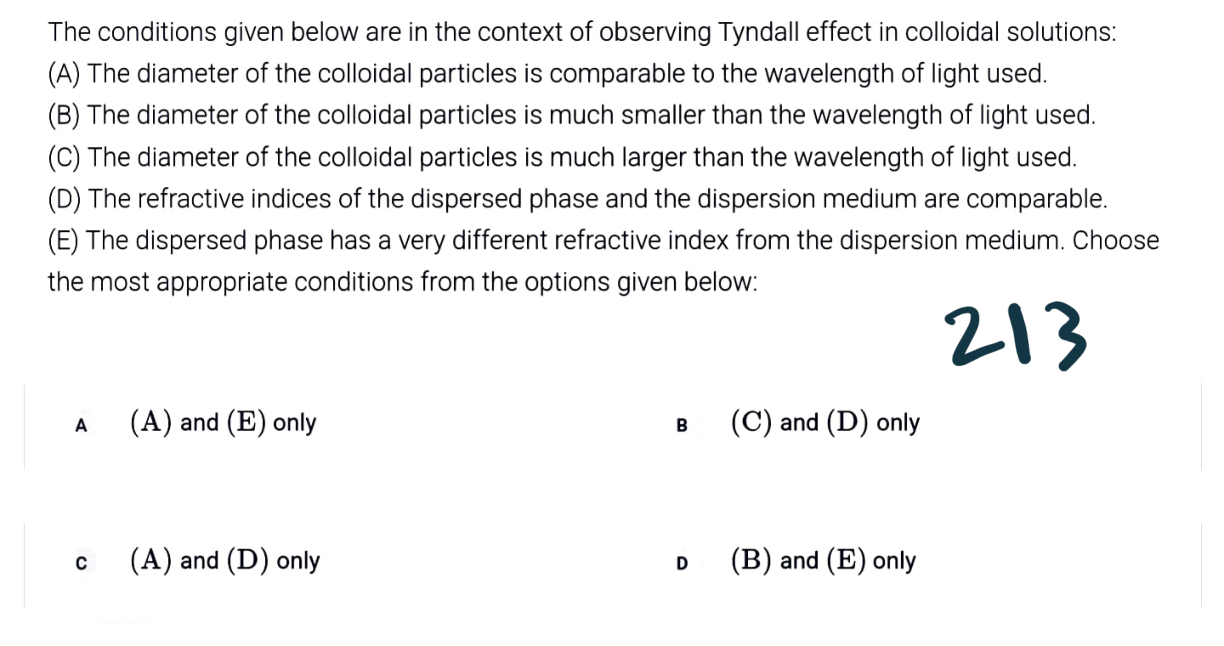 The conditions given below are in the context of observing Tyndall effect in colloidal solutions:
(A) The diameter of the colloidal particles is comparable to the wavelength of light used.
(B) The diameter of the colloidal particles is much smaller than the wavelength of light used.
(C) The diameter of the colloidal particles is much larger than the wavelength of light used.
(D) The refractive indices of the dispersed phase and the dispersion medium are comparable.
(E) The dispersed phase has a very different refractive index from the dispersion medium. Choose
the most appropriate conditions from the options given below:
213
A (A) and (E) only
B (C) and (D) only
C (A) and (D) only
D (B) and (E) only